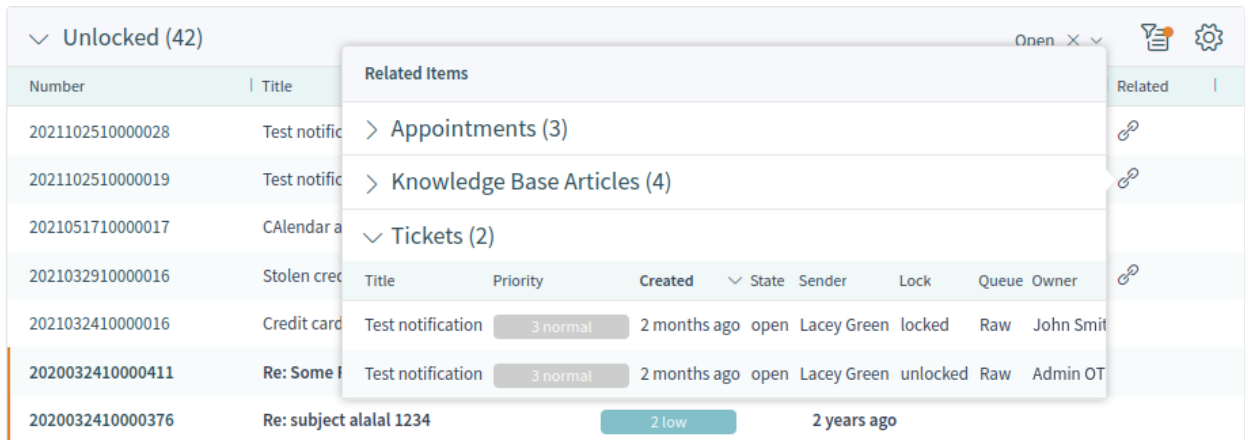 Unlocked (42)
Open
Number Title Related
Related Items
2021102510000028 Test notific
Appointments (3)
2021102510000019 Test notific
Knowledge Base Articles (4)
2021051710000017 CAlendar a
Tickets (2)
2021032910000016 Stolen cred
Title Priority Created State Sender Lock Queue Owner
2021032410000016 Credit card
Test notification 3 normal 2 months ago open Lacey Green locked Raw John Smit
2020032410000411 Re: Some
Test notification 3 normal 2 months ago open Lacey Green unlocked Raw Admin OT
2020032410000376 Re: subject alalal 1234 2 low 2 years ago